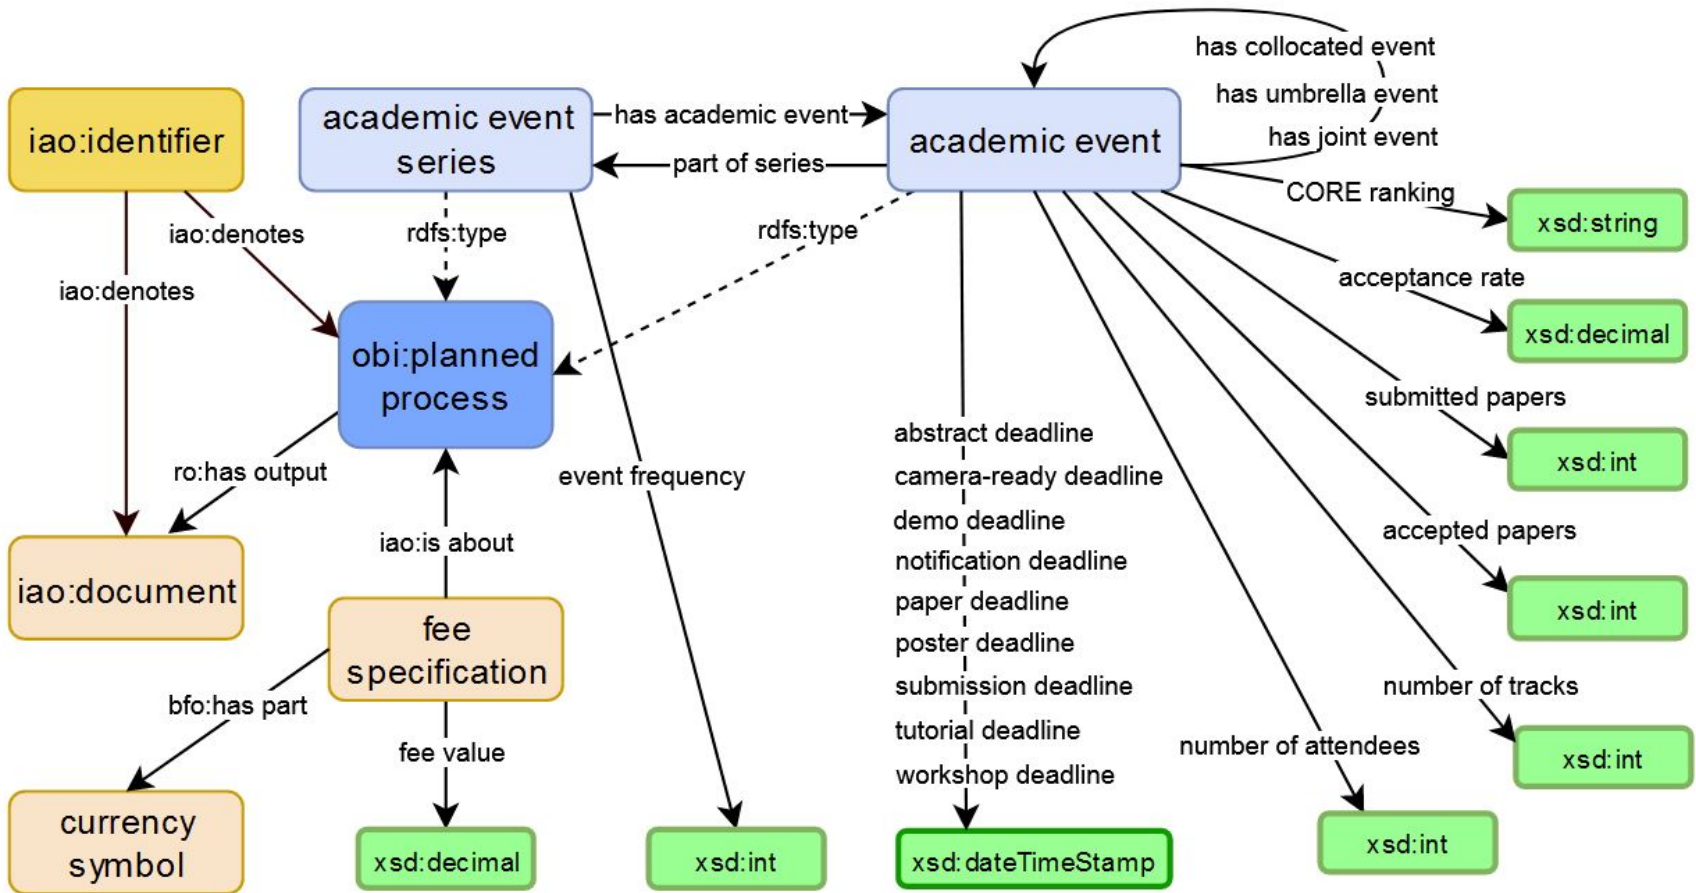 has collocated event
has umbrella event
has joint event
iao:identifier
academic event
series
has academic event
part of series
academic event
CORE ranking
xsd:string
iao:denotes
rdfs:type
rdfs:type
iao:denotes
acceptance rate
xsd:decimal
obi:planned
process
submitted papers
xsd:int
ro:has output
event frequency
abstract deadline
camera-ready deadline
demo deadline
notification deadline
paper deadline
poster deadline
submission deadline
tutorial deadline
workshop deadline
accepted papers
xsd:int
iao:is about
iao:document
fee
specification
bfo:has part
fee value
number of tracks
xsd:int
number of attendees
xsd:int
currency
symbol
xsd:decimal
xsd:int
xsd:dateTimeStamp